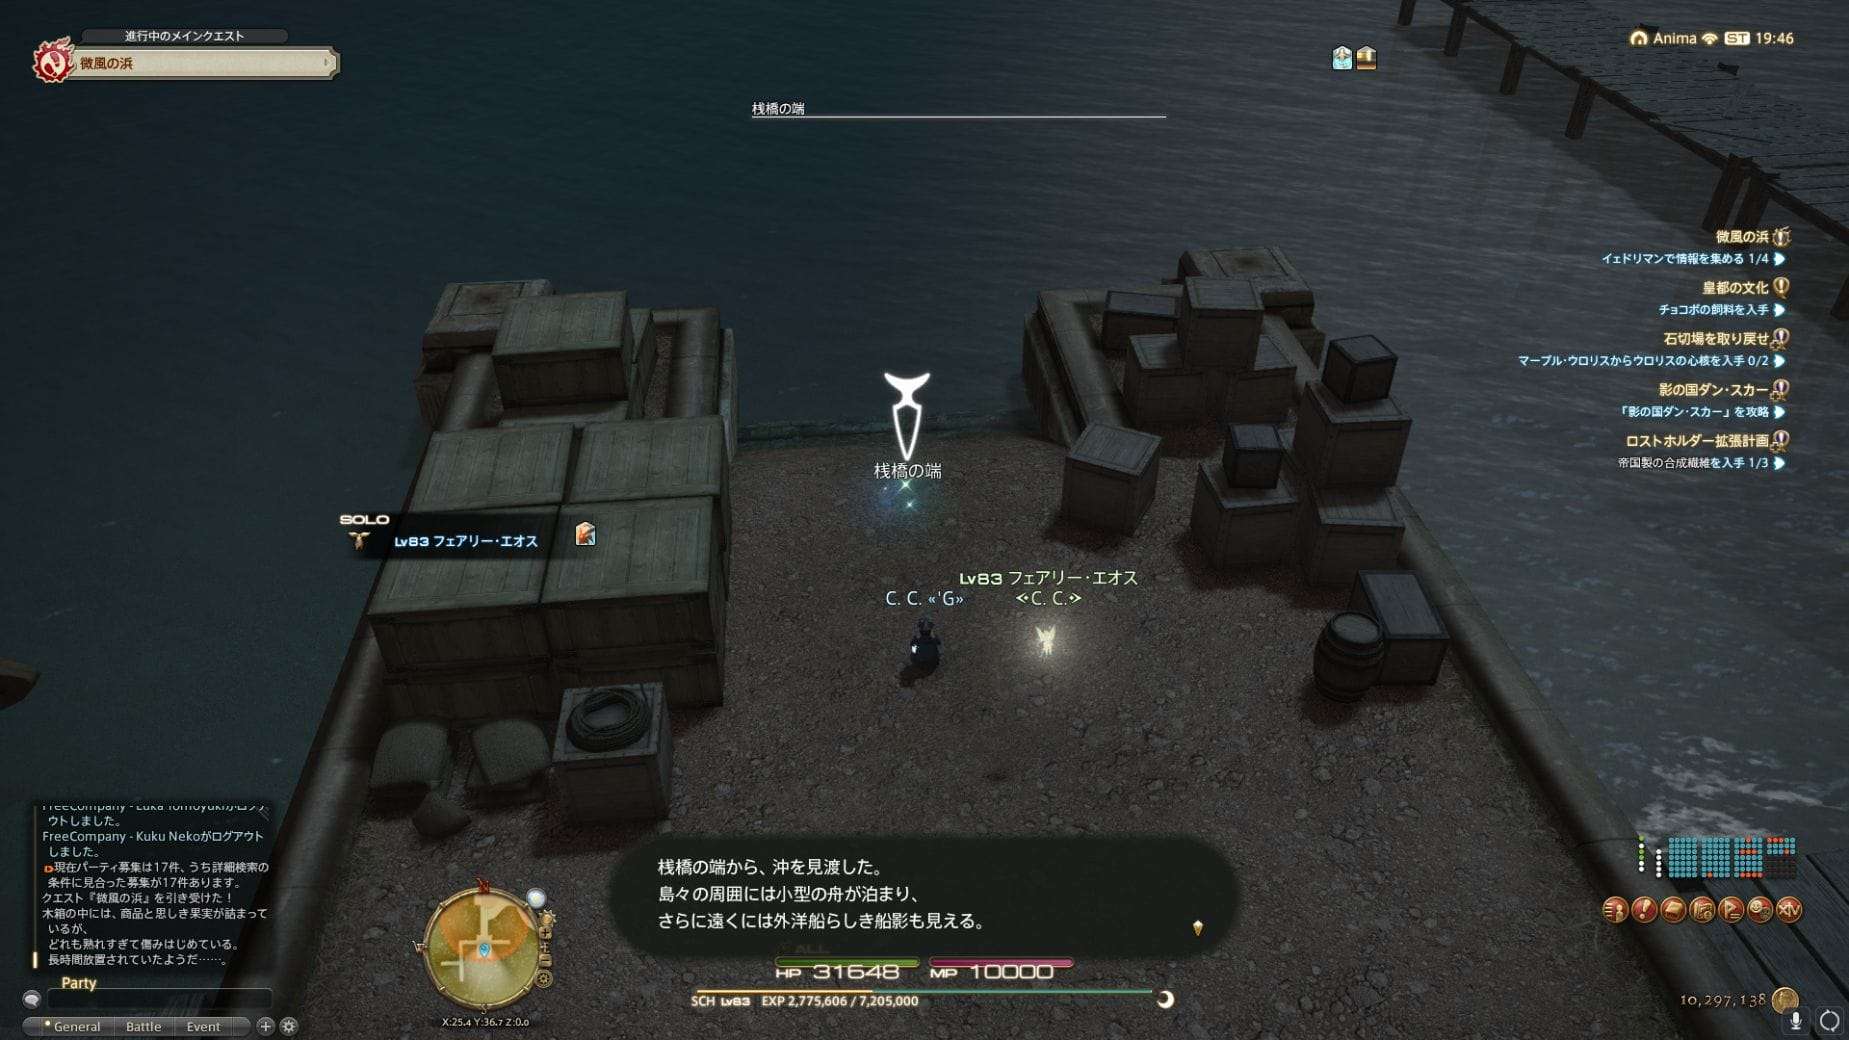 進行中のメインクエスト
微風の浜
Anima ST 19:46
桟橋の端
微風の浜
イェドリマンで情報を集める 1/4
皇都の文化
チョコボの飼料を入手
石切場を取り戻せ
マーブル・ウロリスからウロリスの心核を入手 0/2
影の国ダン・スカー
「影の国ダン・スカー」を攻略
ロストホルダー拡張計画
帝国製の合成繊維を入手 1/3
桟橋の端
SOLO
Lv83 フェアリー・エオス
Lv83 フェアリー・エオス
C. C. «'G»
C. C.
ウトしました。
FreeCompany - Kuku Nekoがログアウト
しました。
現在パーティ募集は17件、うち詳細検索の
条件に見合った募集が17件あります。
クエスト『微風の浜』を引き受けた！
木箱の中には、商品と思しき果実が詰まって
いるが、
どれも熟れすぎて傷みはじめている。
長時間放置されていたようだ……。
Party
General Battle Event
N
X:25.4 Y:36.7 Z:0.0
桟橋の端から、沖を見渡した。
島々の周囲には小型の舟が泊まり、
さらに遠くには外洋船らしき船影も見える。
ALL
HP 31648 MP 10000
SCH Lv83 EXP 2,775,606 / 7,205,000
XIV
10,297,138